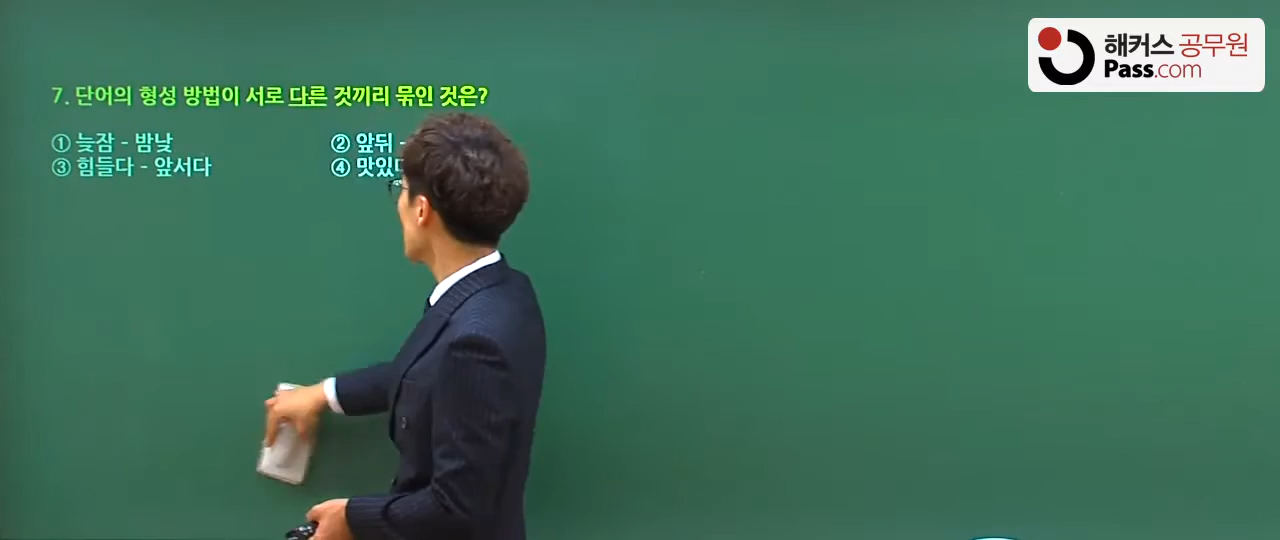 해커스 공무원
Pass.com
7. 단어의 형성 방법이 서로 다른 것끼리 묶인 것은?
① 늦잠 - 밤낮 ② 앞뒤 -
③ 힘들다 - 앞서다 ④